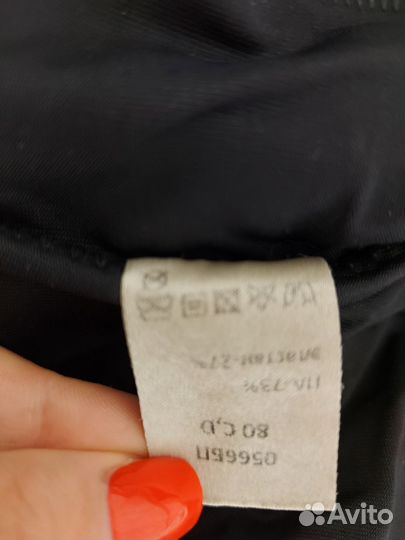 0566БП
80 C,D
ПА-73%
эластан-27%
Avito